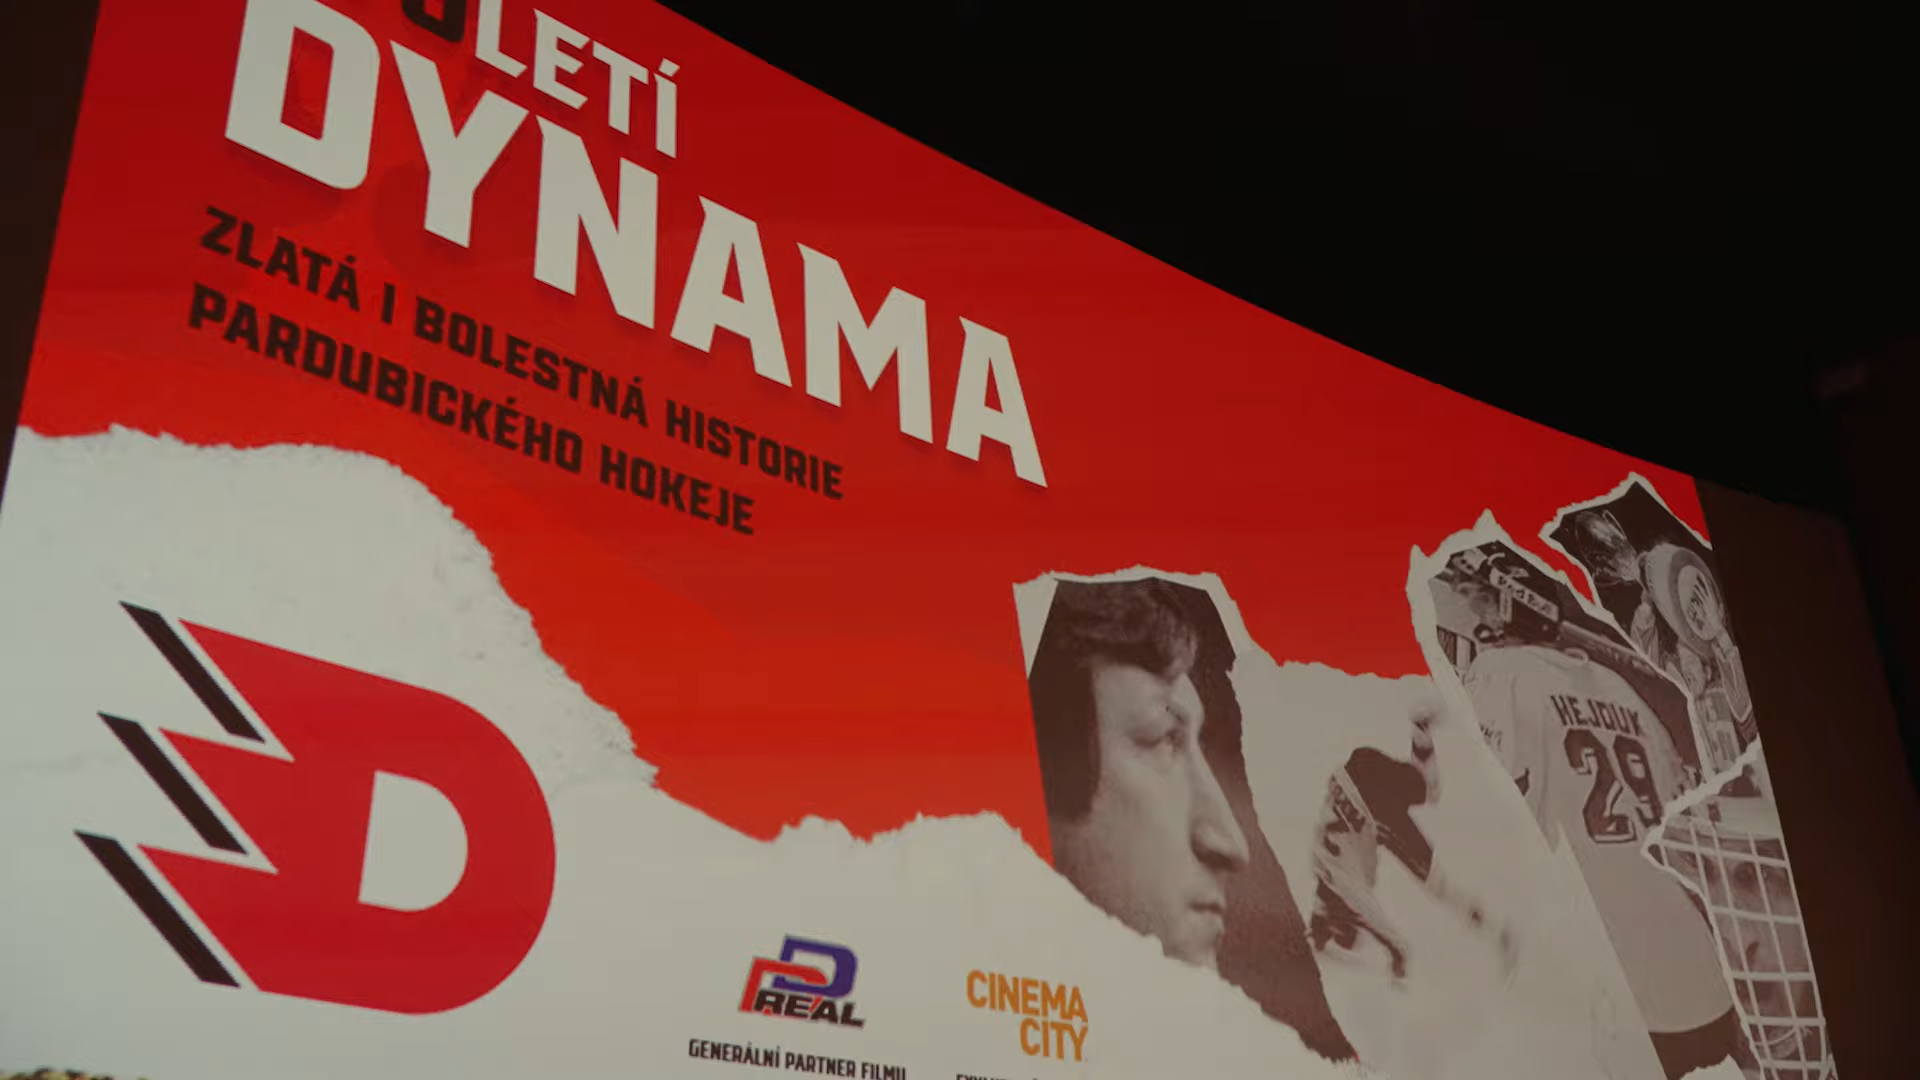 LETÍ
DYNAMA
ZLATÁ I BOLESTNÁ HISTORIE
PARDUBICKÉHO HOKEJE
HEJDUK
29
D
REAL
GENERÁLNÍ PARTNER FILMU
CINEMA
CITY